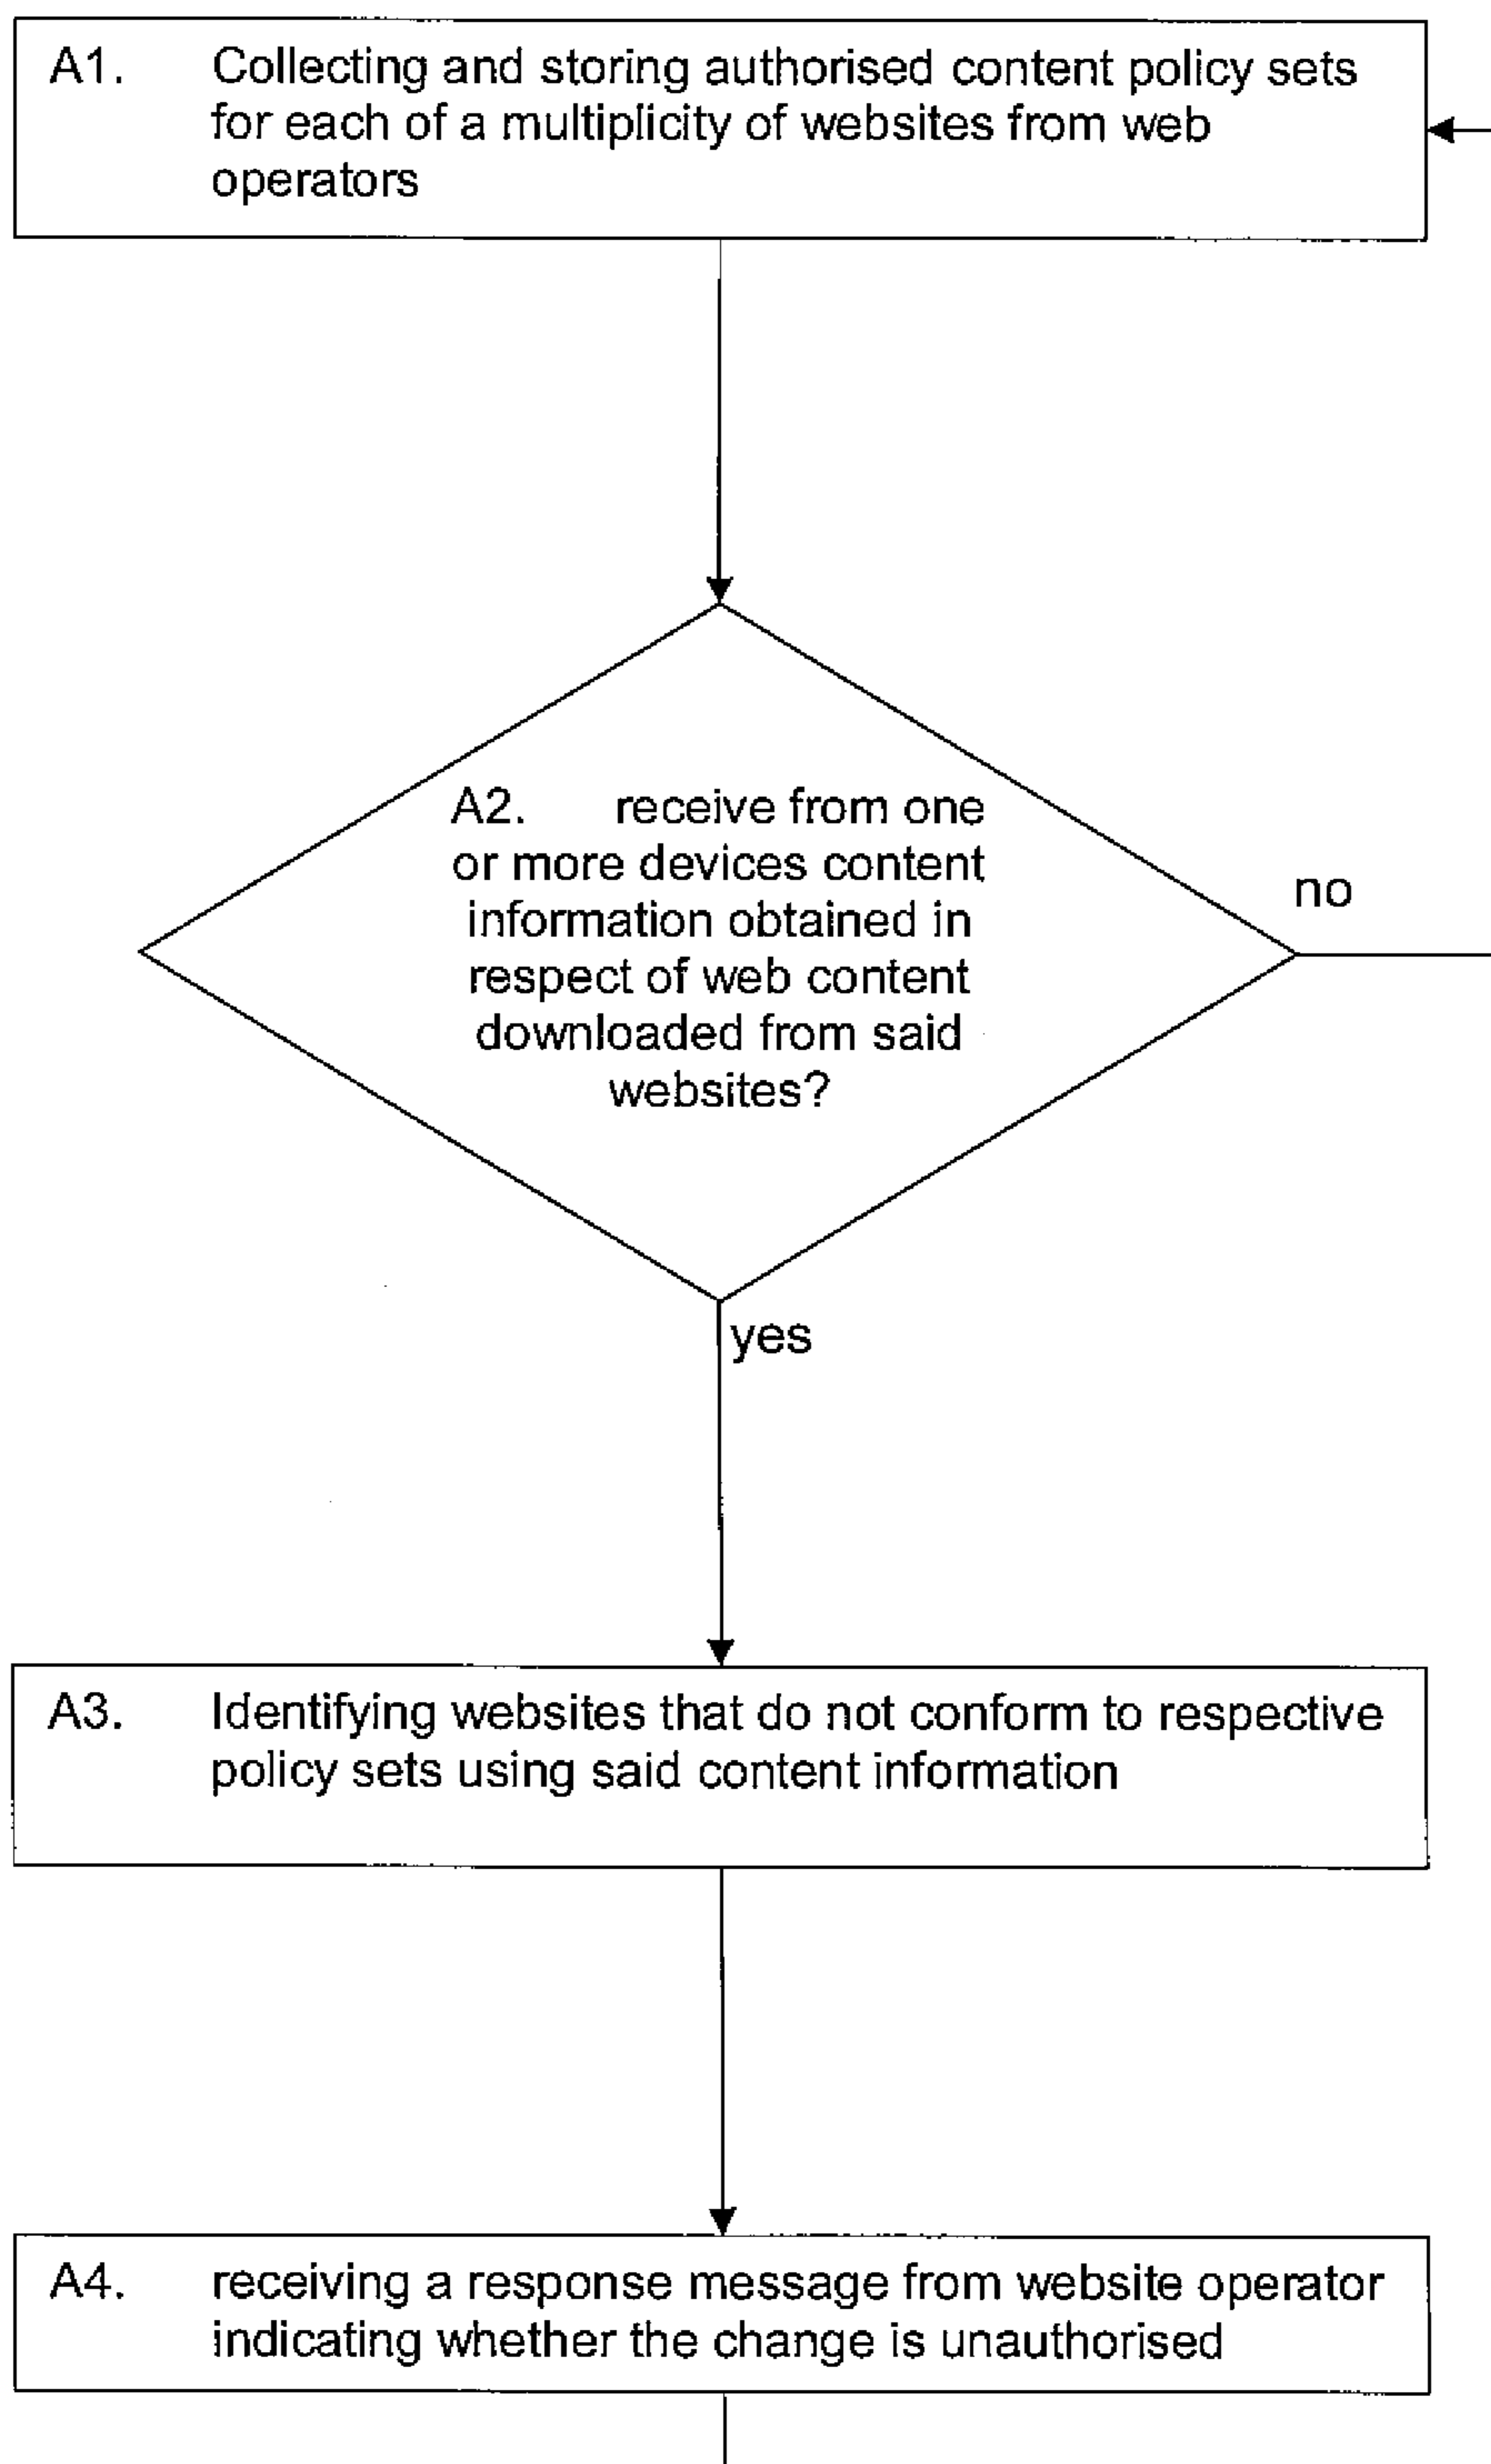 A1. Collecting and storing authorised content policy sets
for each of a multiplicity of websites from web
operators
A2. receive from one
or more devices content
information obtained in
respect of web content
downloaded from said
websites?
no
yes
A3. Identifying websites that do not conform to respective
policy sets using said content information
A4. receiving a response message from website operator
indicating whether the change is unauthorised